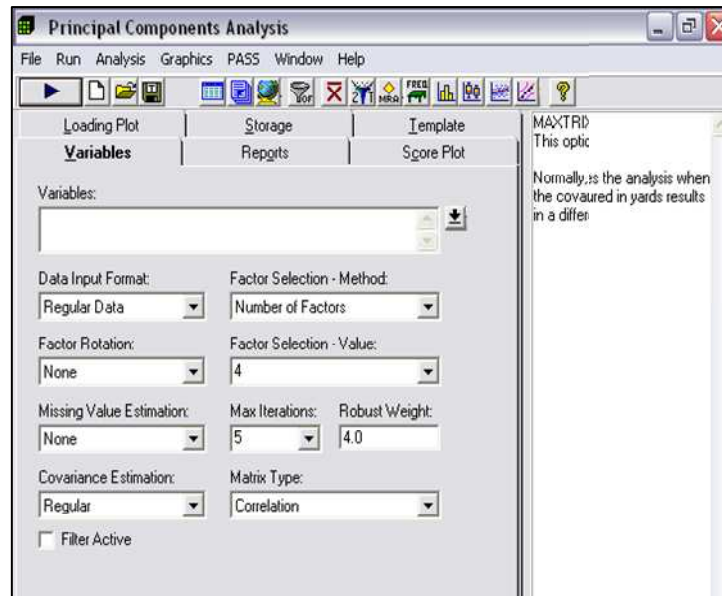 Principal Components Analysis
File Run Analysis Graphics PASS Window Help
Loading Plot Storage Template
Variables Reports Score Plot
Variables:
Data Input Format: Factor Selection - Method:
Regular Data Number of Factors
Factor Rotation: Factor Selection - Value:
None 4
Missing Value Estimation: Max Iterations: Robust Weight:
None 5 4.0
Covariance Estimation: Matrix Type:
Regular Correlation
Filter Active
MAXTRIX
This optic
Normally, is the analysis when
the covaured in yards results
in a differ